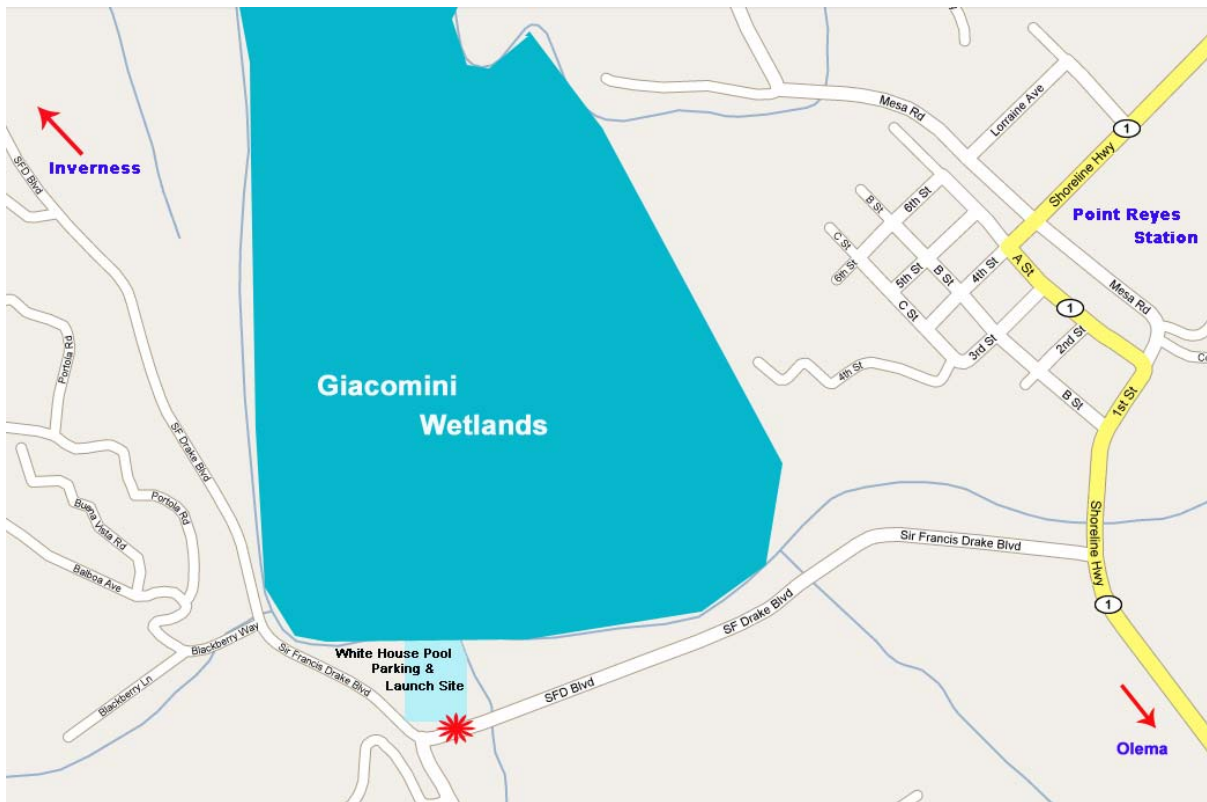 Mesa Rd
Lorraine Ave
1
Shoreline Hwy
SFD Blvd
Inverness
Point Reyes
Station
B St
6th St
C St
6th St
5th St
B St
4th St
A St
C St
Mesa Rd
1
3rd St
2nd St
4th St
B St
1st St
Co
Portola Rd
Giacomini
Wetlands
SF Drake Blvd
Portola Rd
Buena Vista Rd
Balboa Ave
Shoreline Hwy
Sir Francis Drake Blvd
1
SF Drake Blvd
Blackberry Way
Sir Francis Drake Blvd
White House Pool
Parking &
Launch Site
Blackberry Ln
SFD Blvd
Olema